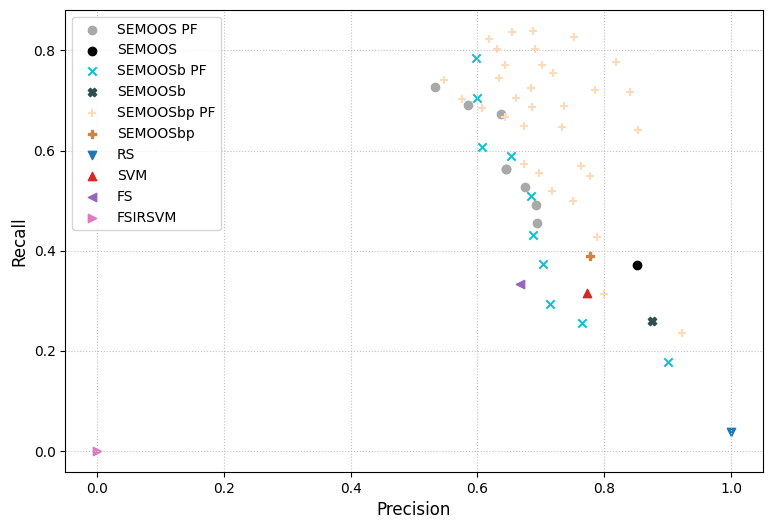 SEMOOS PF
SEMOOS
SEMOOSb PF
SEMOOSb
SEMOOSbp PF
SEMOOSbp
RS
SVM
FS
FSIRSVM
0.8
0.6
0.4
0.2
0.0
Recall
0.0 0.2 0.4 0.6 0.8 1.0
Precision